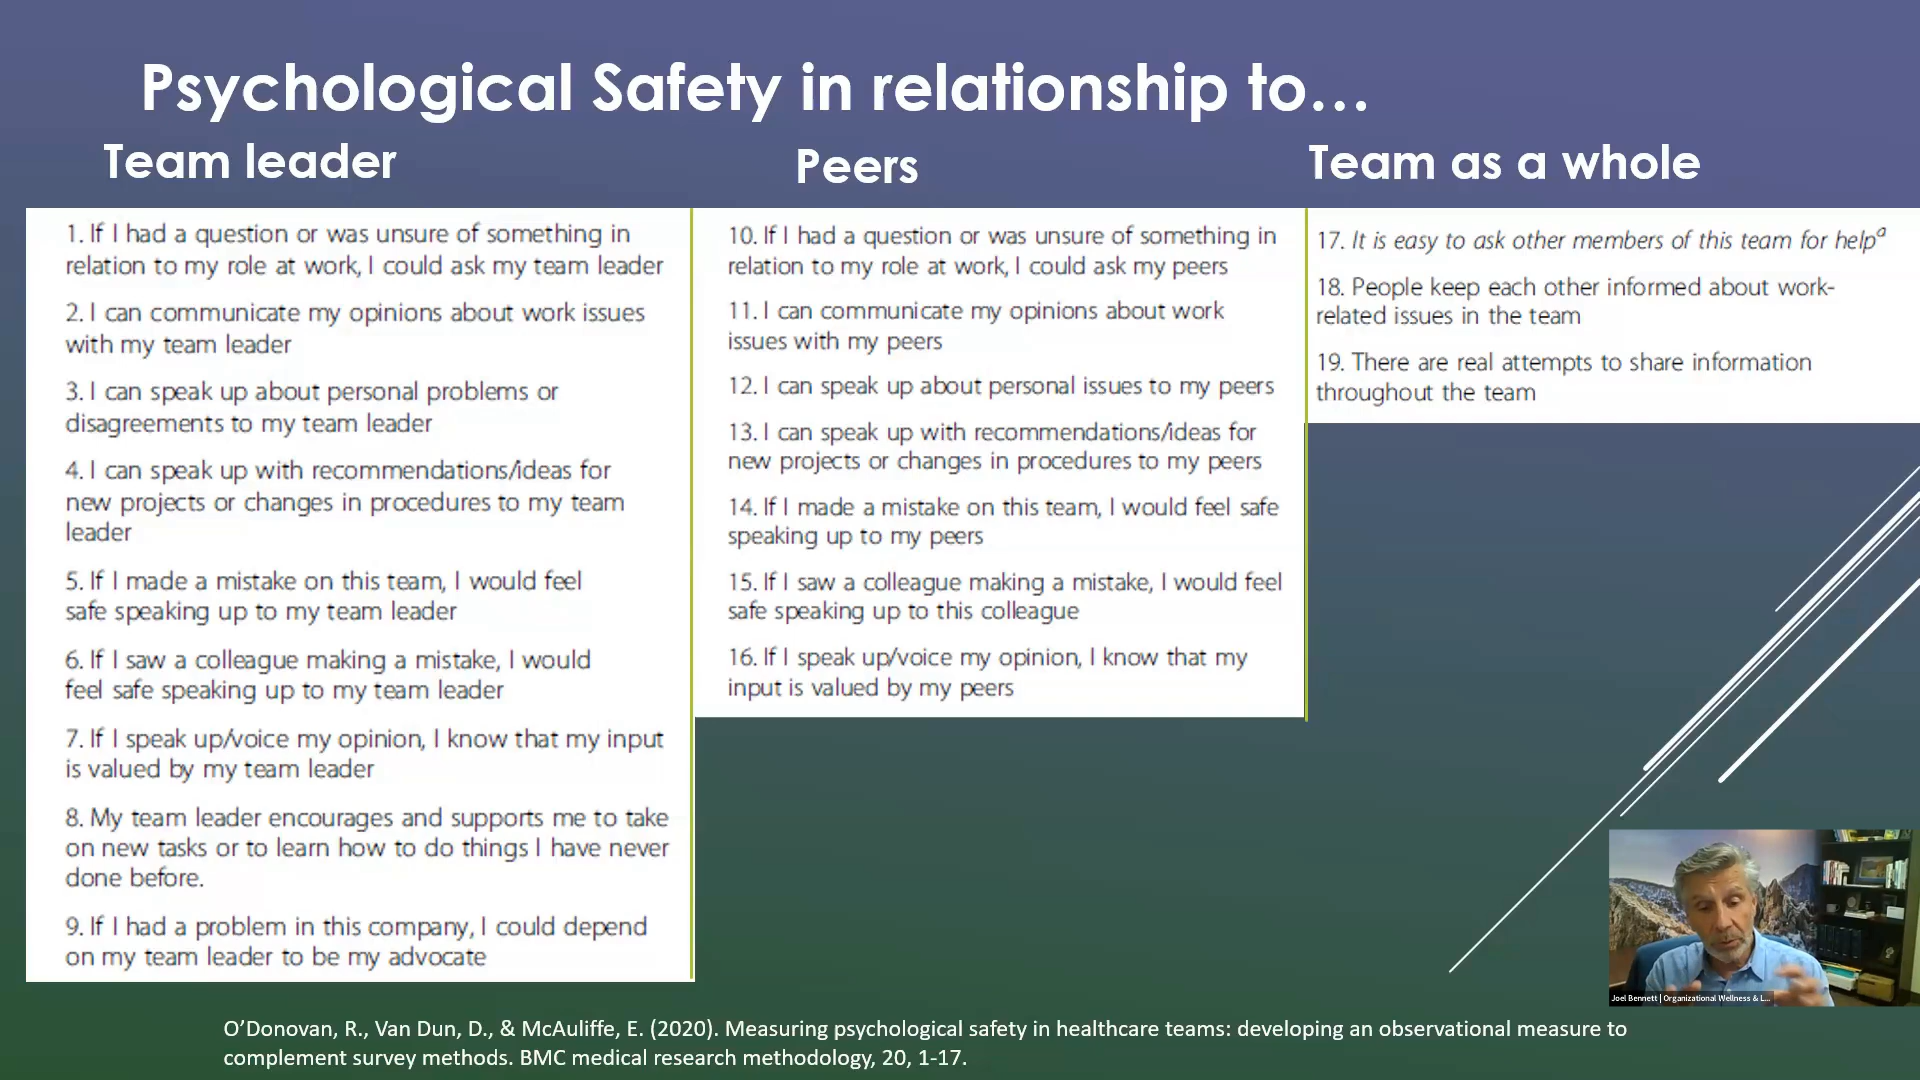 Psychological Safety in relationship to…
Team leader
1. If I had a question or was unsure of something in
relation to my role at work, I could ask my team leader
2. I can communicate my opinions about work issues
with my team leader
3. I can speak up about personal problems or
disagreements to my team leader
4. I can speak up with recommendations/ideas for
new projects or changes in procedures to my team
leader
5. If I made a mistake on this team, I would feel
safe speaking up to my team leader
6. If I saw a colleague making a mistake, I would
feel safe speaking up to my team leader
7. If I speak up/voice my opinion, I know that my input
is valued by my team leader
8. My team leader encourages and supports me to take
on new tasks or to learn how to do things I have never
done before.
9. If I had a problem in this company, I could depend
on my team leader to be my advocate
Peers
10. If I had a question or was unsure of something in
relation to my role at work, I could ask my peers
11. I can communicate my opinions about work
issues with my peers
12. I can speak up about personal issues to my peers
13. I can speak up with recommendations/ideas for
new projects or changes in procedures to my peers
14. If I made a mistake on this team, I would feel safe
speaking up to my peers
15. If I saw a colleague making a mistake, I would feel
safe speaking up to this colleague
16. If I speak up/voice my opinion, I know that my
input is valued by my peers
Team as a whole
17. It is easy to ask other members of this team for helpᵃ
18. People keep each other informed about work-
related issues in the team
19. There are real attempts to share information
throughout the team
Joel Bennett | Organizational Wellness & L...
O’Donovan, R., Van Dun, D., & McAuliffe, E. (2020). Measuring psychological safety in healthcare teams: developing an observational measure to
complement survey methods. BMC medical research methodology, 20, 1-17.